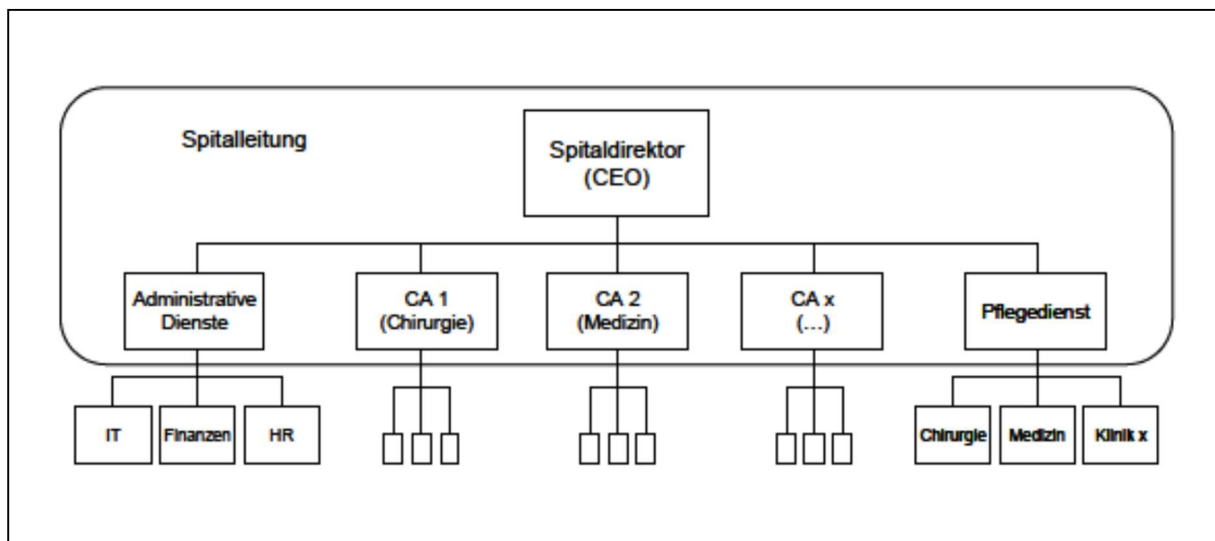 Spitalleitung
Spitaldirektor
(CEO)
Administrative
Dienste
CA 1
(Chirurgie)
CA 2
(Medizin)
CA x
(...)
Pflegedienst
IT
Finanzen
HR
Chirurgie
Medizin
Klinik x